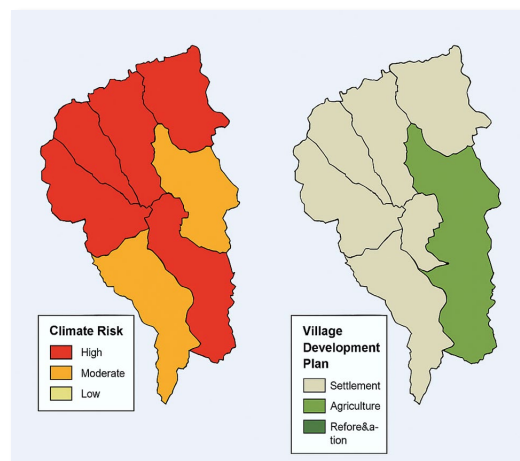 Climate Risk
High
Moderate
Low
Village
Development
Plan
Settlement
Agriculture
Refore&a-
tion